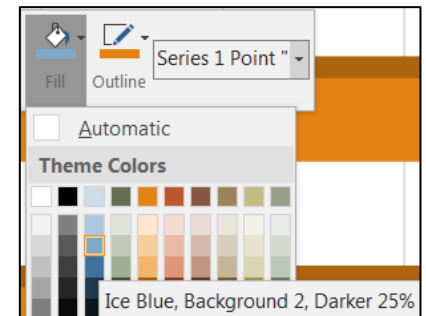 Series 1 Point "
Fill Outline
Automatic
Theme Colors
Ice Blue, Background 2, Darker 25%